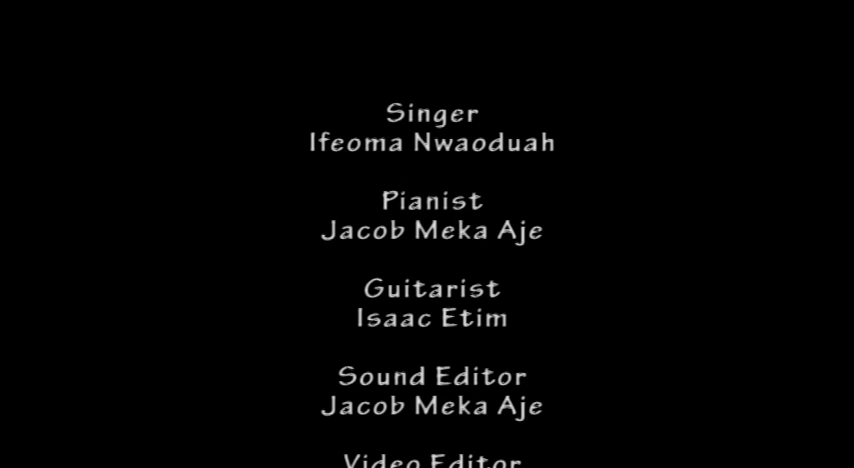 Singer
Ifeoma Nwaoduah
Pianist
Jacob Meka Aje
Guitarist
Isaac Etim
Sound Editor
Jacob Meka Aje
Video Editor